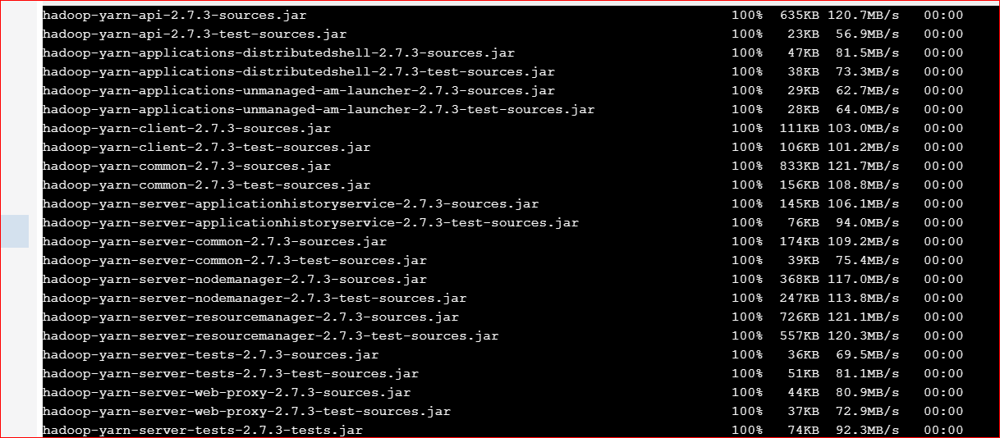 hadoop-yarn-api-2.7.3-sources.jar 100% 635KB 120.7MB/s 00:00
hadoop-yarn-api-2.7.3-test-sources.jar 100% 23KB 56.9MB/s 00:00
hadoop-yarn-applications-distributedshell-2.7.3-sources.jar 100% 47KB 81.5MB/s 00:00
hadoop-yarn-applications-distributedshell-2.7.3-test-sources.jar 100% 38KB 73.3MB/s 00:00
hadoop-yarn-applications-unmanaged-am-launcher-2.7.3-sources.jar 100% 29KB 62.7MB/s 00:00
hadoop-yarn-applications-unmanaged-am-launcher-2.7.3-test-sources.jar 100% 28KB 64.0MB/s 00:00
hadoop-yarn-client-2.7.3-sources.jar 100% 111KB 103.0MB/s 00:00
hadoop-yarn-client-2.7.3-test-sources.jar 100% 106KB 101.2MB/s 00:00
hadoop-yarn-common-2.7.3-sources.jar 100% 833KB 121.7MB/s 00:00
hadoop-yarn-common-2.7.3-test-sources.jar 100% 156KB 108.8MB/s 00:00
hadoop-yarn-server-applicationhistoryservice-2.7.3-sources.jar 100% 145KB 106.1MB/s 00:00
hadoop-yarn-server-applicationhistoryservice-2.7.3-test-sources.jar 100% 76KB 94.0MB/s 00:00
hadoop-yarn-server-common-2.7.3-sources.jar 100% 174KB 109.2MB/s 00:00
hadoop-yarn-server-common-2.7.3-test-sources.jar 100% 39KB 75.4MB/s 00:00
hadoop-yarn-server-nodemanager-2.7.3-sources.jar 100% 368KB 117.0MB/s 00:00
hadoop-yarn-server-nodemanager-2.7.3-test-sources.jar 100% 247KB 113.8MB/s 00:00
hadoop-yarn-server-resourcemanager-2.7.3-sources.jar 100% 726KB 121.1MB/s 00:00
hadoop-yarn-server-resourcemanager-2.7.3-test-sources.jar 100% 557KB 120.3MB/s 00:00
hadoop-yarn-server-tests-2.7.3-sources.jar 100% 36KB 69.5MB/s 00:00
hadoop-yarn-server-tests-2.7.3-test-sources.jar 100% 51KB 81.1MB/s 00:00
hadoop-yarn-server-web-proxy-2.7.3-sources.jar 100% 44KB 80.9MB/s 00:00
hadoop-yarn-server-web-proxy-2.7.3-test-sources.jar 100% 37KB 72.9MB/s 00:00
hadoop-yarn-server-tests-2.7.3-tests.jar 100% 74KB 92.3MB/s 00:00